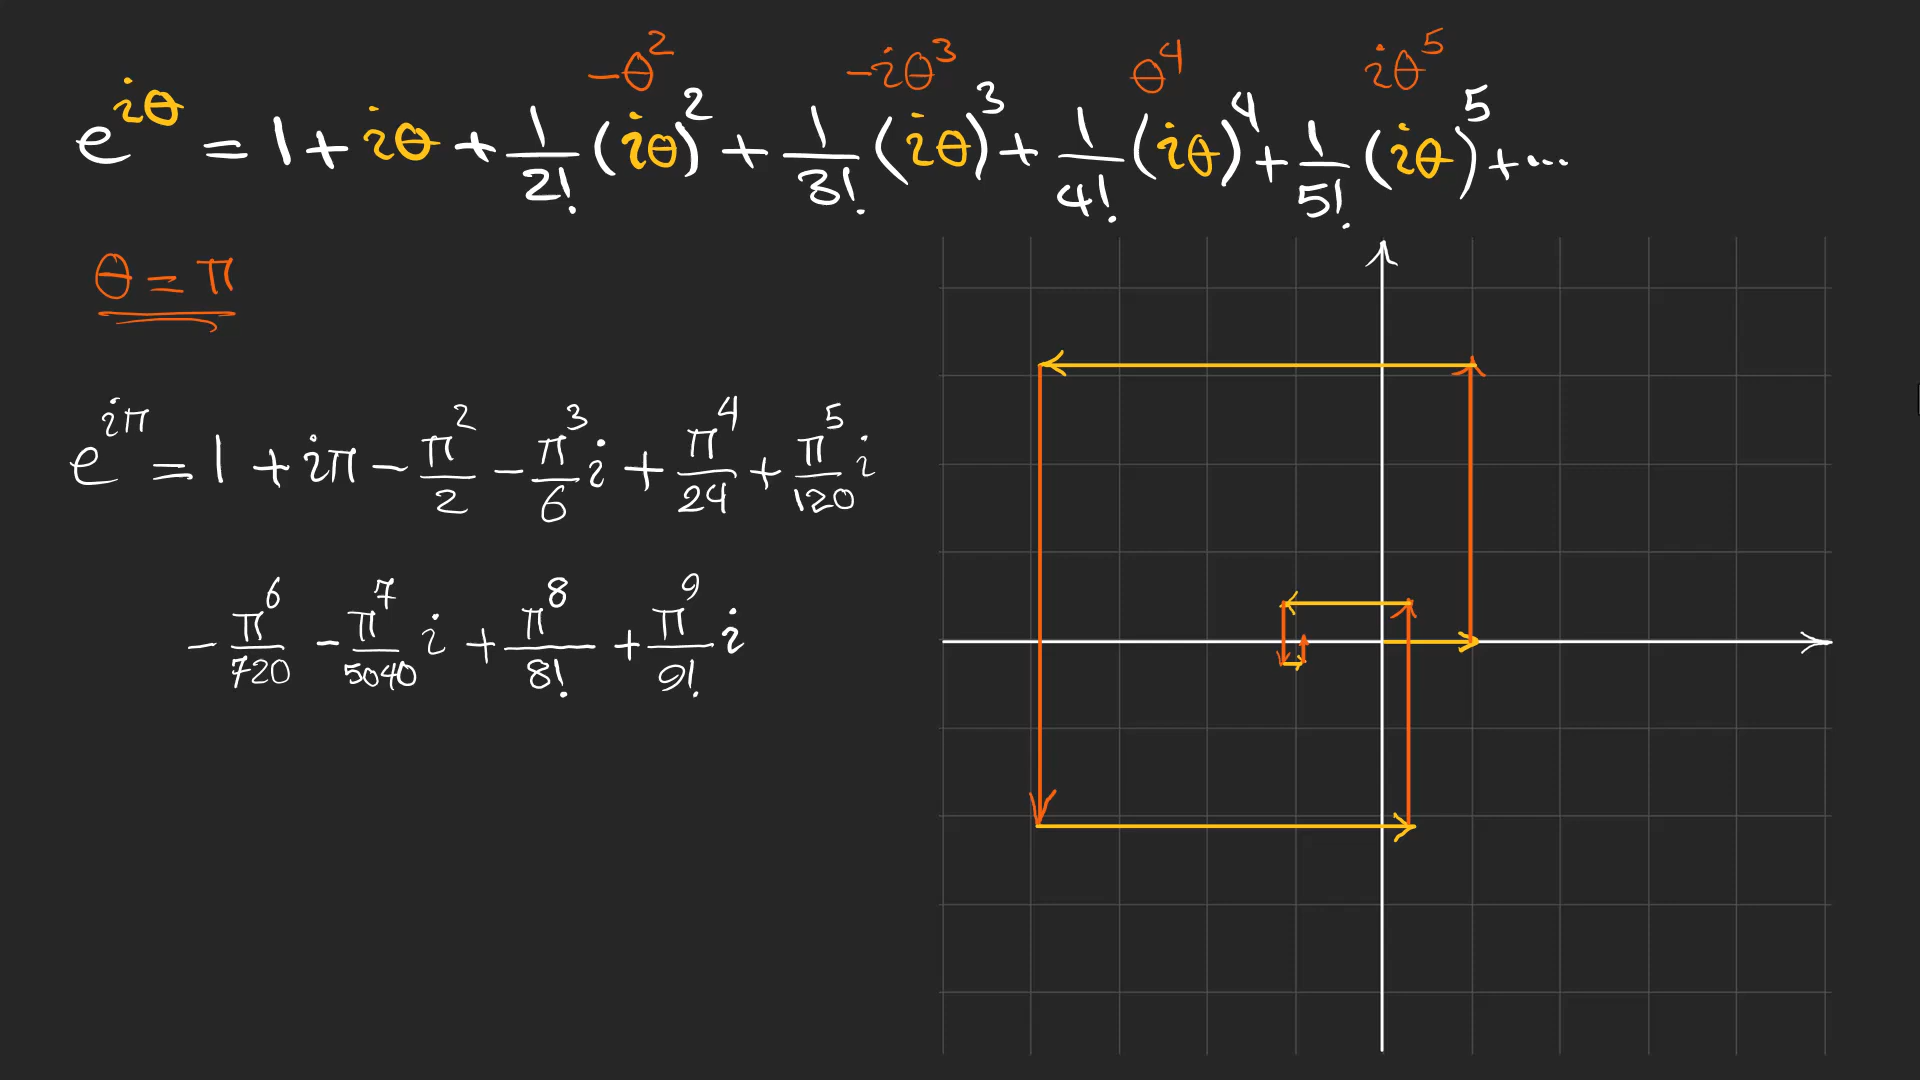 -θ² -iθ³ θ⁴ iθ⁵
e^{iθ} = 1 + iθ + 1/2! (iθ)² + 1/3! (iθ)³ + 1/4! (iθ)⁴ + 1/5! (iθ)⁵ + ...
θ = π
e^{iπ} = 1 + iπ - π²/2 - π³/6 i + π⁴/24 + π⁵/120 i
- π⁶/720 - π⁷/5040 i + π⁸/8! + π⁹/9! i